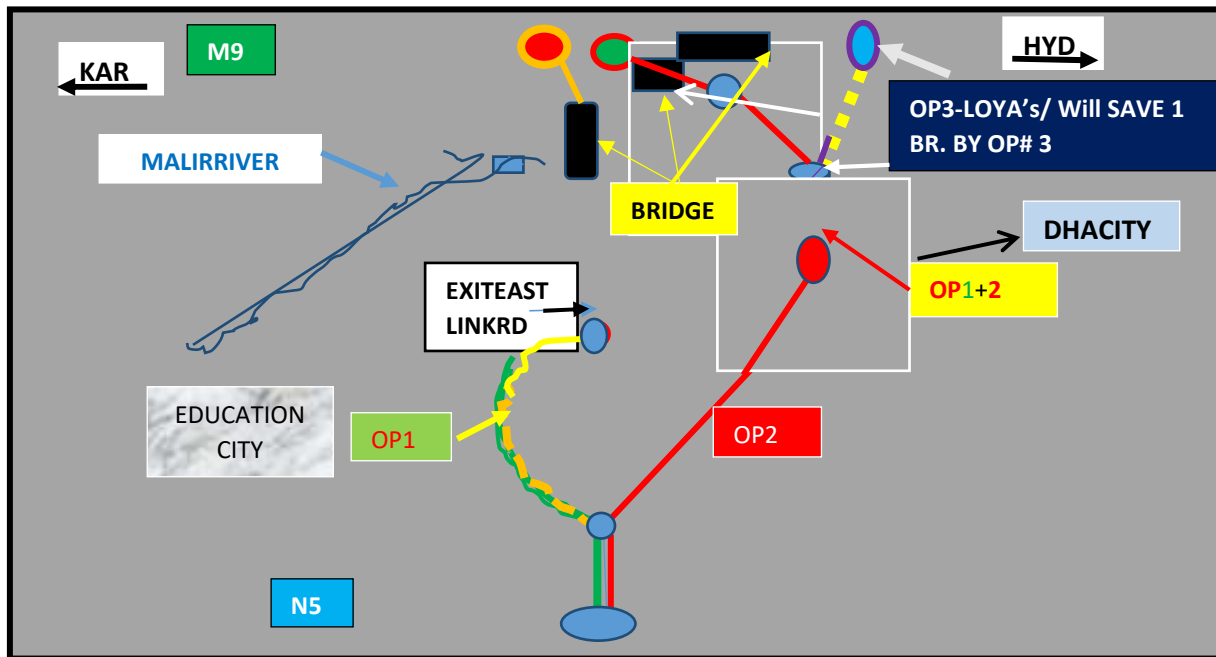 M9
KAR
HYD
OP3-LOYA's/ Will SAVE 1
BR. BY OP# 3
MALIRRIVER
BRIDGE
DHACITY
OP1+2
EXITEAST
LINKRD
EDUCATION
CITY
OP1
OP2
N5